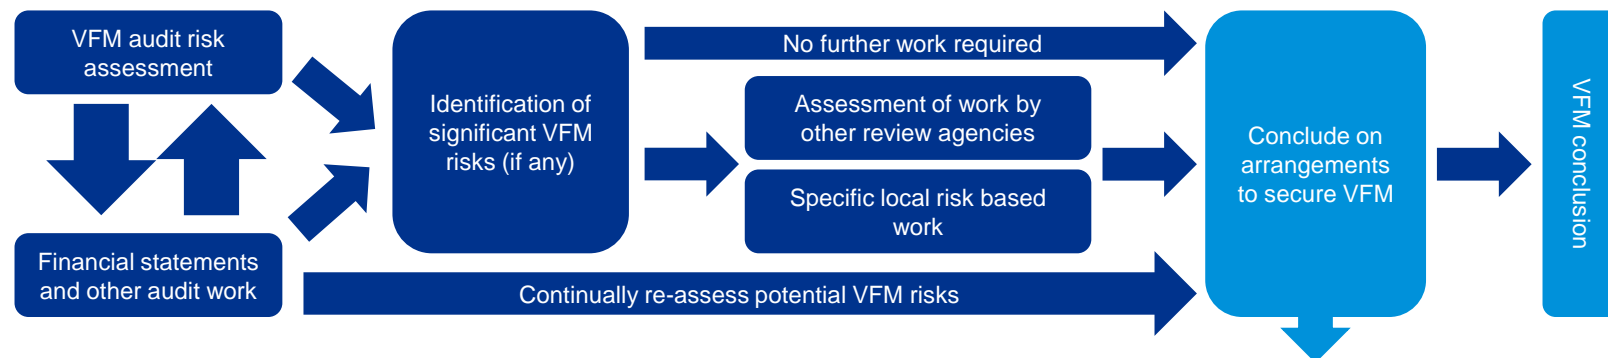 VFM audit risk
assessment
Financial statements
and other audit work
Identification of
significant VFM
risks (if any)
No further work required
Assessment of work by
other review agencies
Specific local risk based
work
Continually re-assess potential VFM risks
Conclude on
arrangements
to secure VFM
VFM conclusion